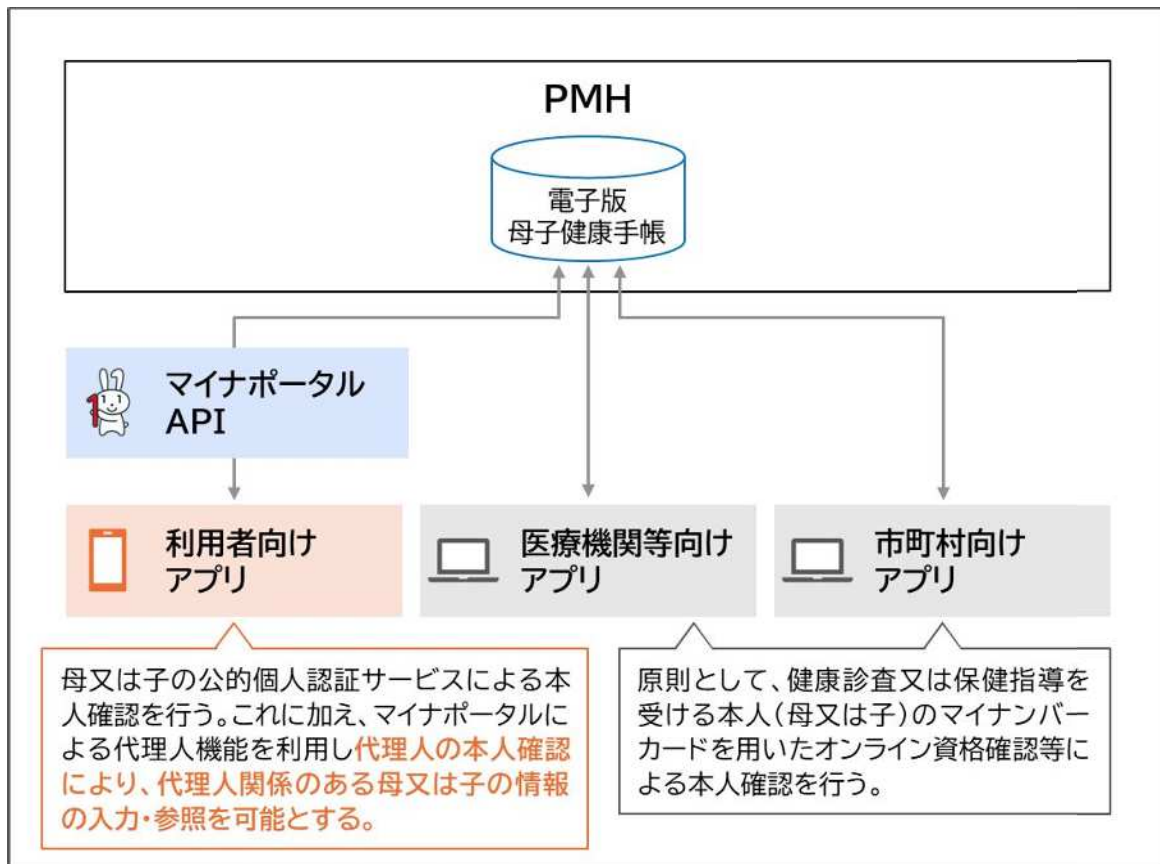 PMH
電子版
母子健康手帳
マイナポータル
API
利用者向け
アプリ
医療機関等向け
アプリ
市町村向け
アプリ
母又は子の公的個人認証サービスによる本
人確認を行う。これに加え、マイナポータルに
よる代理人機能を利用し代理人の本人確認
により、代理人関係のある母又は子の情報
の入力・参照を可能とする。
原則として、健康診査又は保健指導を
受ける本人(母又は子)のマイナンバー
カードを用いたオンライン資格確認等に
よる本人確認を行う。